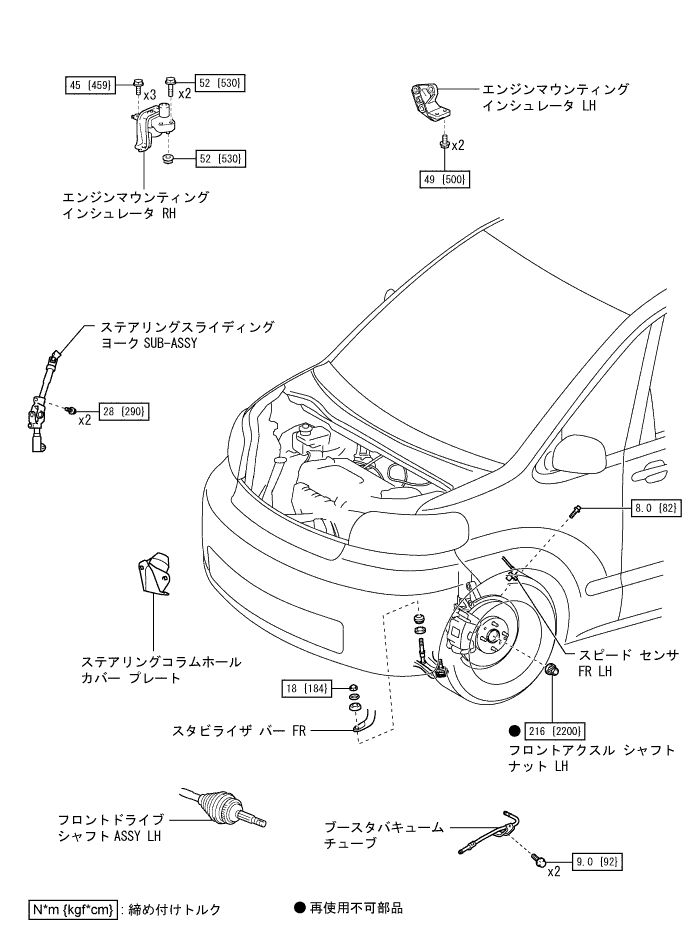 45 {459}
x3
52 {530}
x2
52 {530}
エンジンマウンティング
インシュレータ RH
エンジンマウンティング
インシュレータ LH
x2
49 {500}
ステアリングスライディング
ヨーク SUB-ASSY
28 {290}
x2
8.0 {82}
ステアリングコラムホール
カバー プレート
スピード センサ
FR LH
18 {184}
スタビライザ バー FR
● 216 {2200}
フロントアクスル シャフト
ナット LH
フロントドライブ
シャフト ASSY LH
ブースタバキューム
チューブ
x2
9.0 {92}
N*m {kgf*cm} : 締め付けトルク
● 再使用不可部品